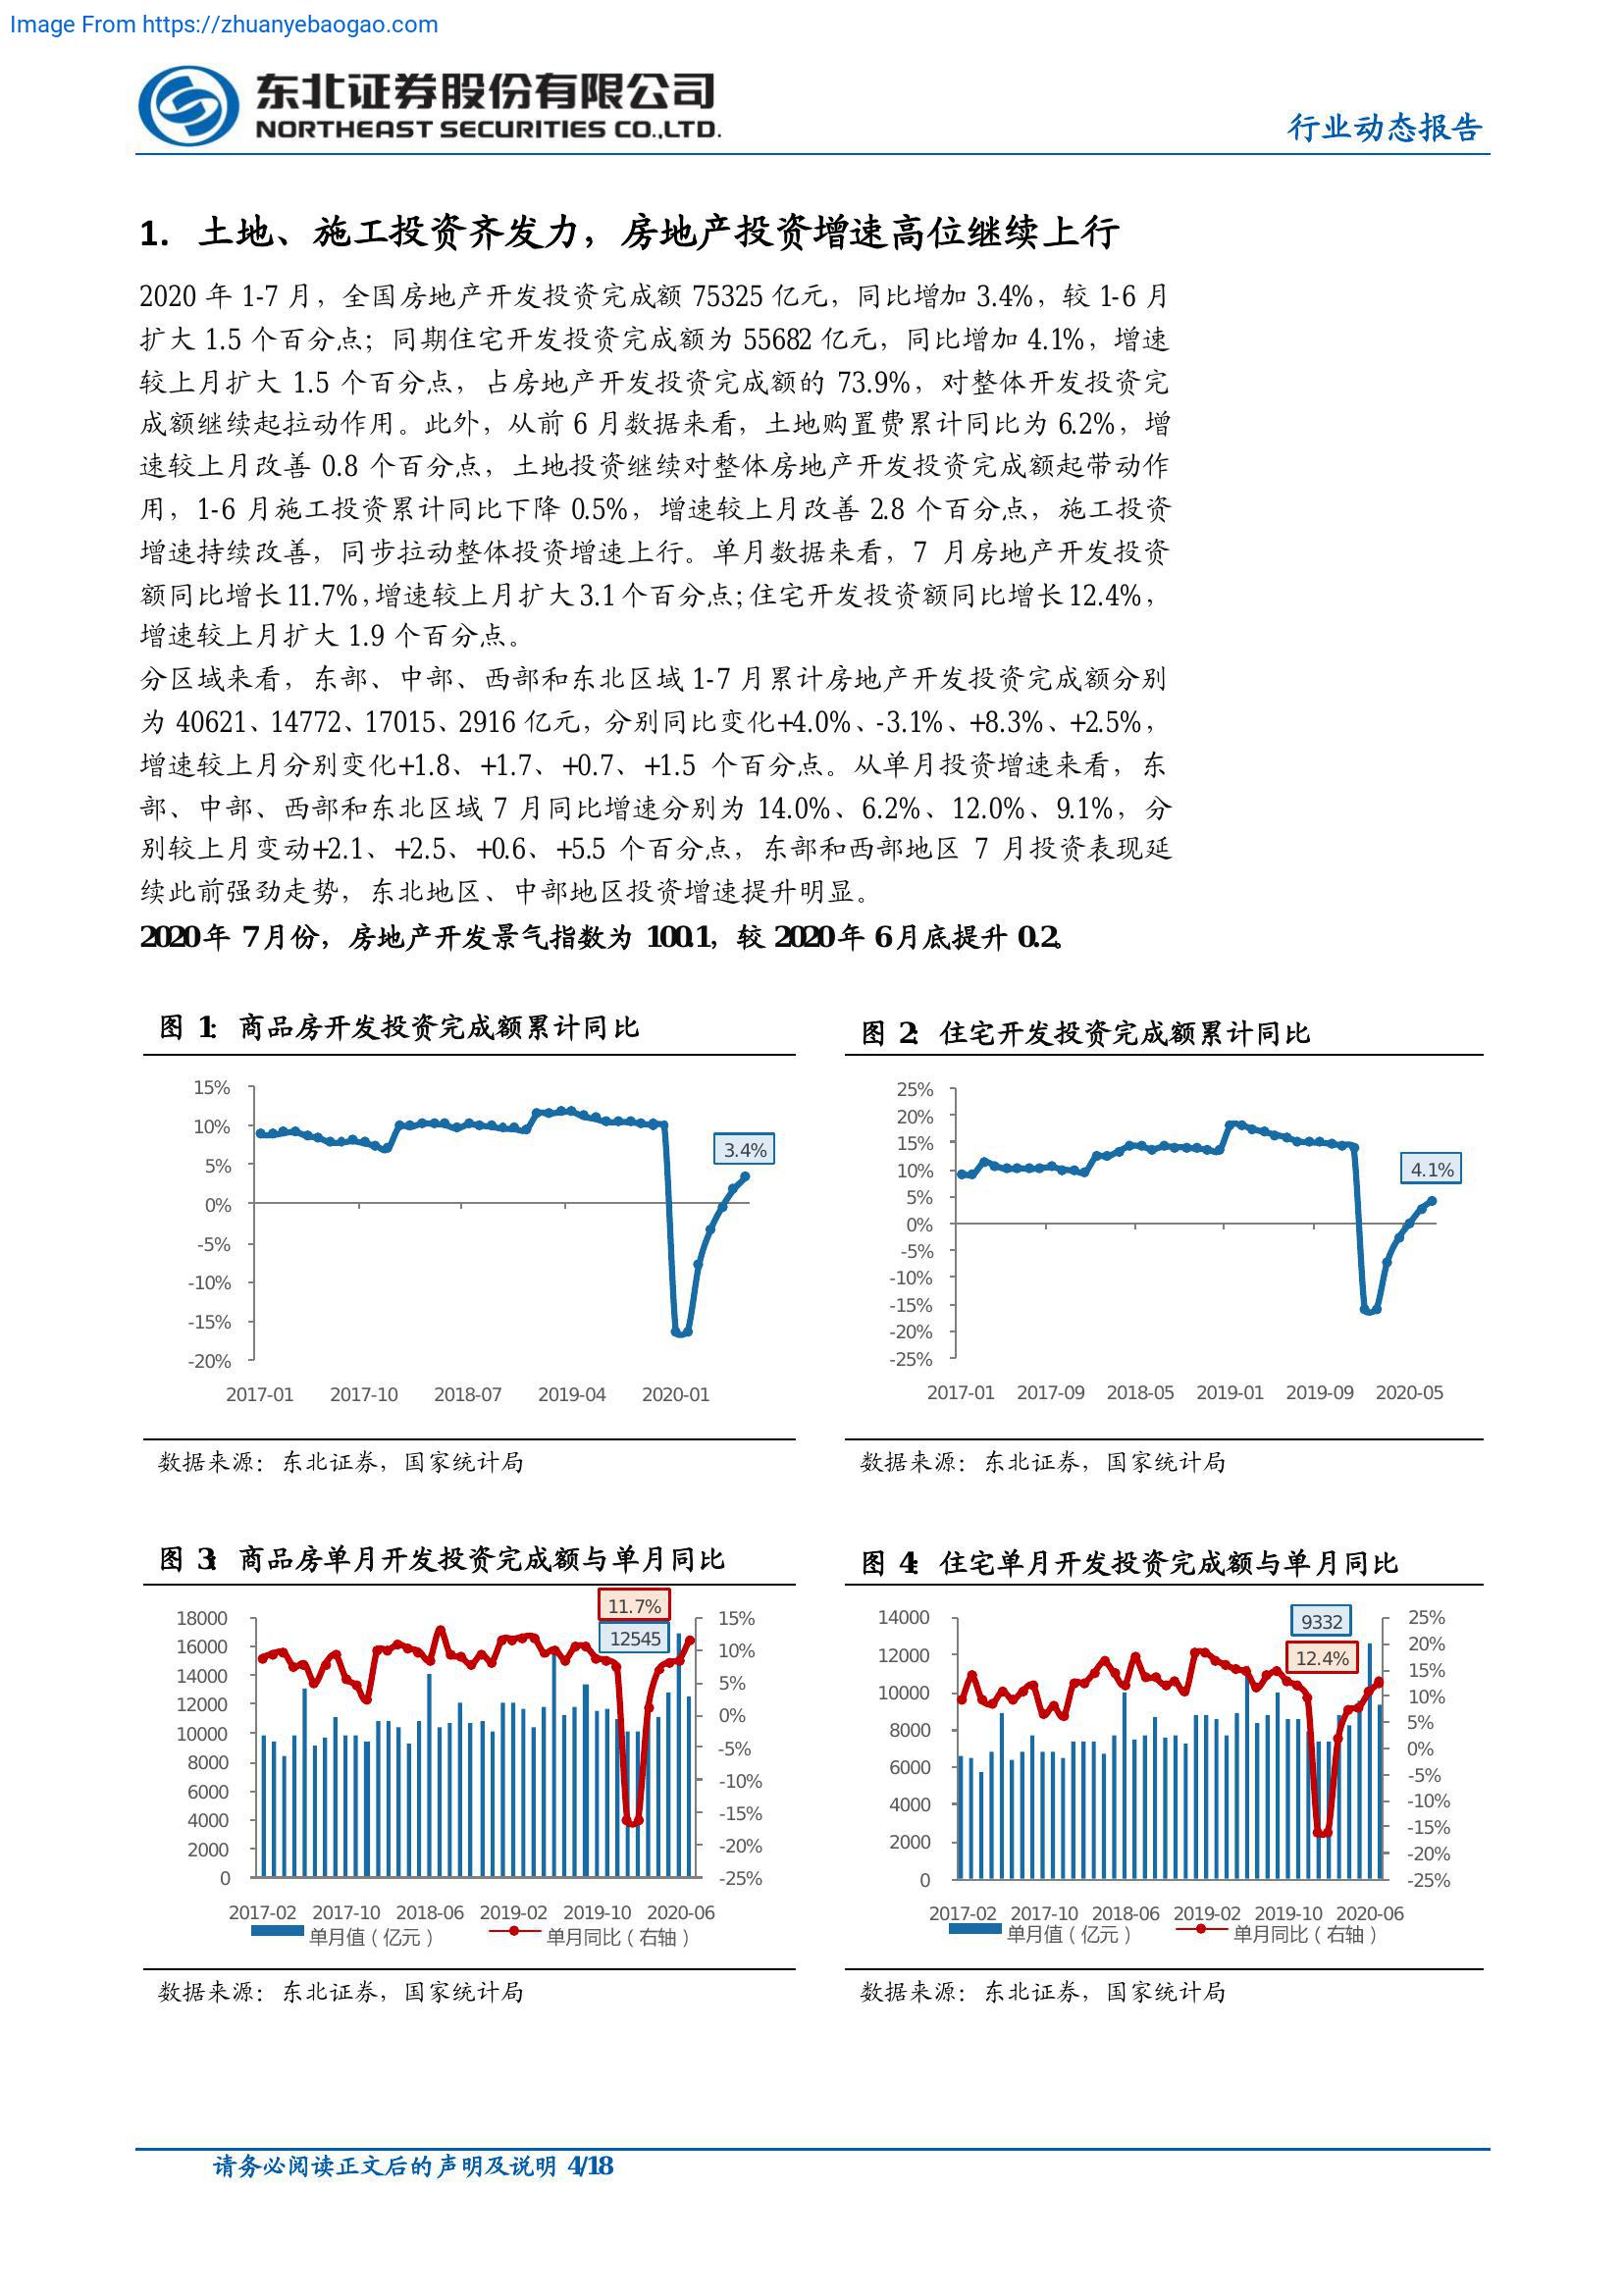 Image From https://zhuanyebaogao.com
东北证券股份有限公司
NORTHEAST SECURITIES CO.,LTD.
行业动态报告
1. 土地、施工投资齐发力，房地产投资增速高位继续上行
2020 年 1-7 月，全国房地产开发投资完成额 75325 亿元，同比增加 3.4%，较 1-6 月
扩大 1.5 个百分点；同期住宅开发投资完成额为 55682 亿元，同比增加 4.1%，增速
较上月扩大 1.5 个百分点，占房地产开发投资完成额的 73.9%，对整体开发投资完
成额继续起拉动作用。此外，从前 6 月数据来看，土地购置费累计同比为 6.2%，增
速较上月改善 0.8 个百分点，土地投资继续对整体房地产开发投资完成额起带动作
用，1-6 月施工投资累计同比下降 0.5%，增速较上月改善 2.8 个百分点，施工投资
增速持续改善，同步拉动整体投资增速上行。单月数据来看，7 月房地产开发投资
额同比增长 11.7%，增速较上月扩大 3.1 个百分点；住宅开发投资额同比增长 12.4%，
增速较上月扩大 1.9 个百分点。
分区域来看，东部、中部、西部和东北区域 1-7 月累计房地产开发投资完成额分别
为 40621、14772、17015、2916 亿元，分别同比变化+4.0%、-3.1%、+8.3%、+2.5%，
增速较上月分别变化+1.8、+1.7、+0.7、+1.5 个百分点。从单月投资增速来看，东
部、中部、西部和东北区域 7 月同比增速分别为 14.0%、6.2%、12.0%、9.1%，分
别较上月变动+2.1、+2.5、+0.6、+5.5 个百分点，东部和西部地区 7 月投资表现延
续此前强劲走势，东北地区、中部地区投资增速提升明显。
2020 年 7 月份，房地产开发景气指数为 100.1，较 2020 年 6 月底提升 0.2。
图 1：商品房开发投资完成额累计同比
15%
10%
5%
0%
-5%
-10%
-15%
-20%
3.4%
2017-01 2017-10 2018-07 2019-04 2020-01
数据来源：东北证券，国家统计局
图 2：住宅开发投资完成额累计同比
25%
20%
15%
10%
5%
0%
-5%
-10%
-15%
-20%
-25%
4.1%
2017-01 2017-09 2018-05 2019-01 2019-09 2020-05
数据来源：东北证券，国家统计局
图 3：商品房单月开发投资完成额与单月同比
18000
16000
14000
12000
10000
8000
6000
4000
2000
0
11.7%
12545
15%
10%
5%
0%
-5%
-10%
-15%
-20%
-25%
2017-02 2017-10 2018-06 2019-02 2019-10 2020-06
单月值（亿元） 单月同比（右轴）
数据来源：东北证券，国家统计局
图 4：住宅单月开发投资完成额与单月同比
14000
12000
10000
8000
6000
4000
2000
0
9332
12.4%
25%
20%
15%
10%
5%
0%
-5%
-10%
-15%
-20%
-25%
2017-02 2017-10 2018-06 2019-02 2019-10 2020-06
单月值（亿元） 单月同比（右轴）
数据来源：东北证券，国家统计局
请务必阅读正文后的声明及说明 4/18